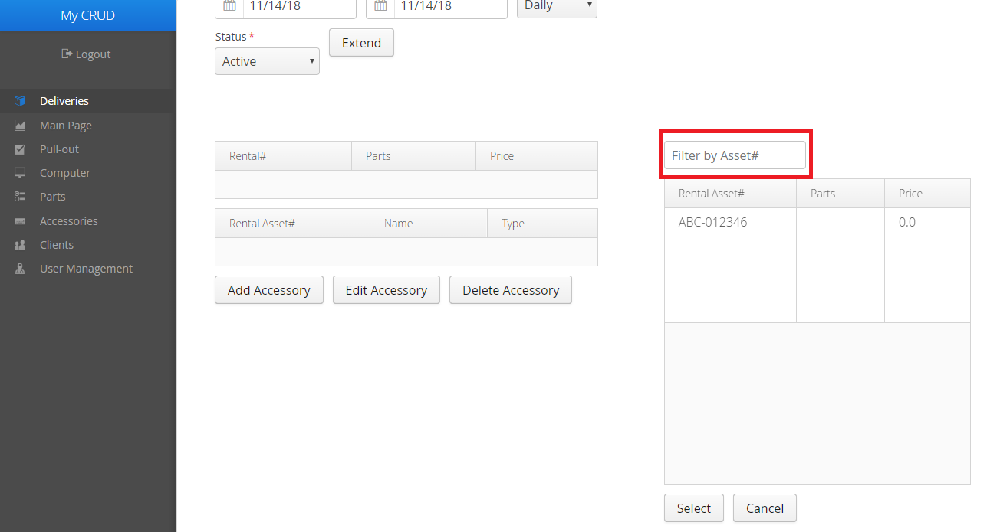 My CRUD
Logout
Deliveries
Main Page
Pull-out
Computer
Parts
Accessories
Clients
User Management
11/14/18 11/14/18 Daily
Status *
Active Extend
Rental# Parts Price
Rental Asset# Name Type
Add Accessory Edit Accessory Delete Accessory
Filter by Asset#
Rental Asset# Parts Price
ABC-012346 0.0
Select Cancel